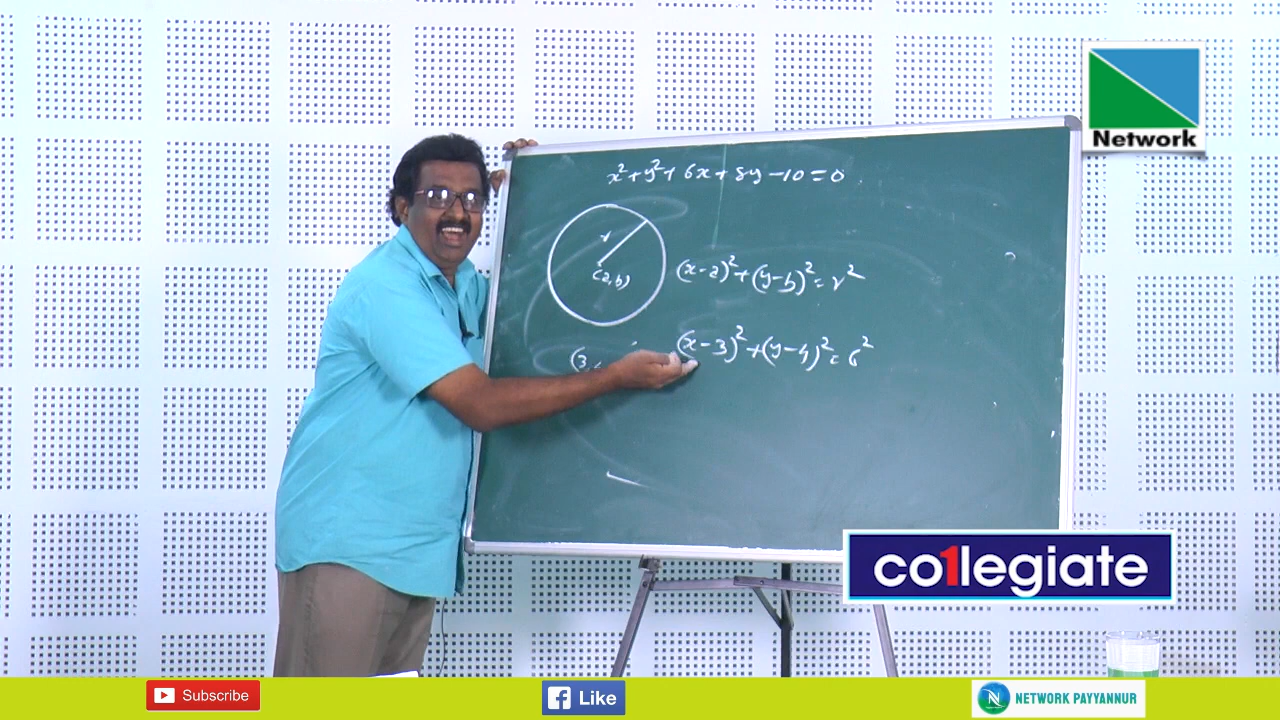 Network
x²+y²+6x+8y-10=0
r
(a,b)
(x-a)²+(y-b)²=r²
(3,
(x-3)²+(y-4)²=6²
co1legiate
Subscribe
Like
NETWORK PAYYANNUR